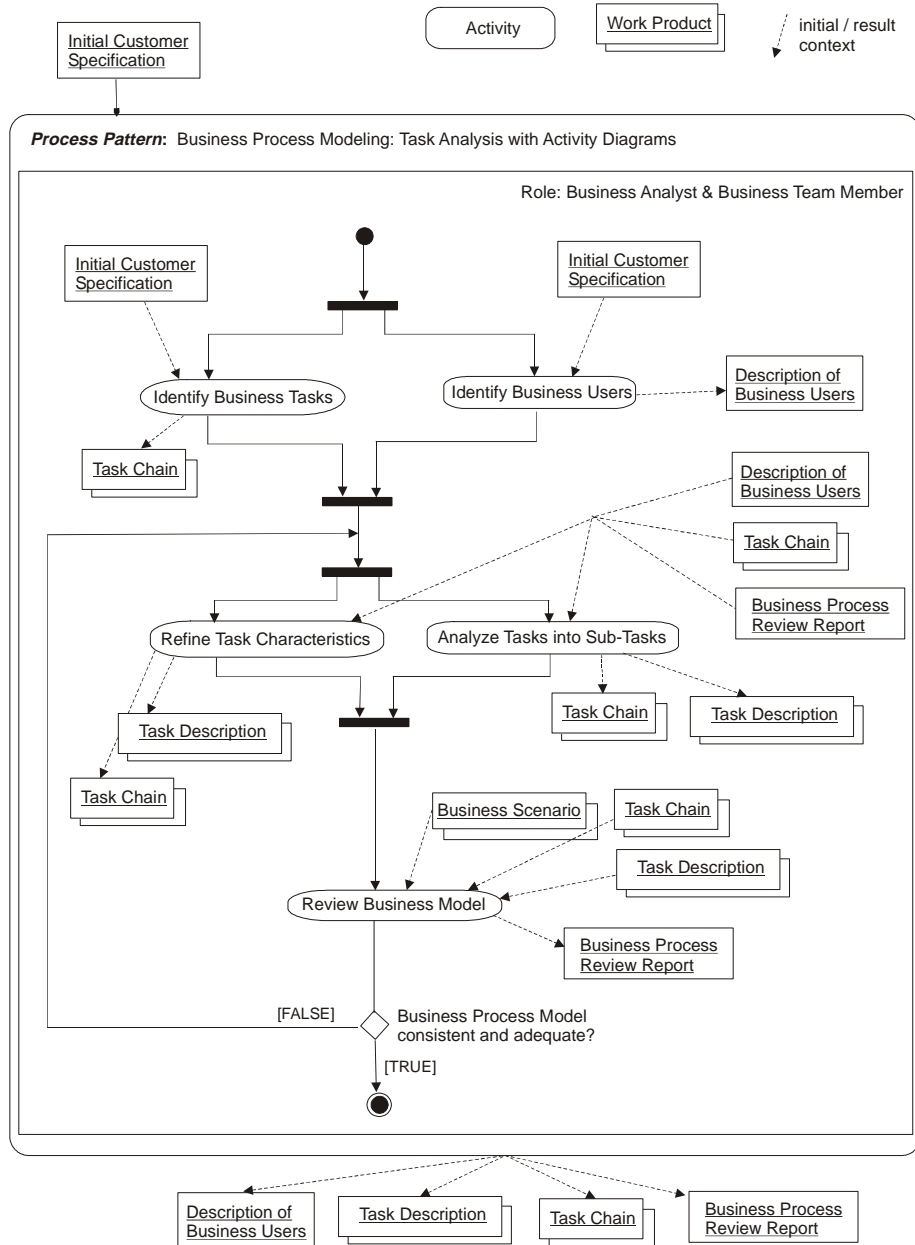 Initial Customer
Specification
Activity
Work Product
initial / result
context
Process Pattern: Business Process Modeling: Task Analysis with Activity Diagrams
Role: Business Analyst & Business Team Member
Initial Customer
Specification
Initial Customer
Specification
Identify Business Tasks
Identify Business Users
Description of
Business Users
Task Chain
Description of
Business Users
Task Chain
Business Process
Review Report
Refine Task Characteristics
Analyze Tasks into Sub-Tasks
Task Description
Task Chain
Task Chain
Task Description
Business Scenario
Task Chain
Task Description
Review Business Model
Business Process
Review Report
[FALSE]
Business Process Model
consistent and adequate?
[TRUE]
Description of
Business Users
Task Description
Task Chain
Business Process
Review Report